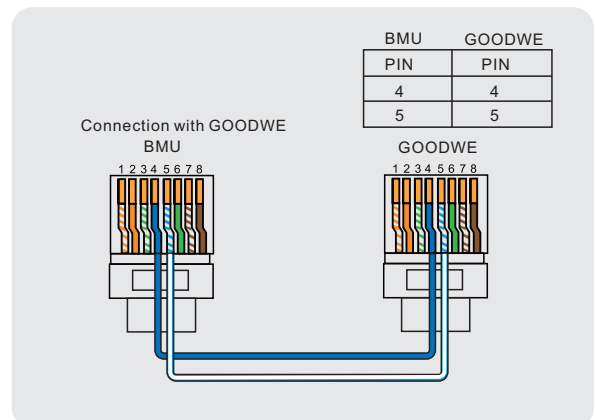 BMU GOODWE
PIN PIN
4 4
5 5
Connection with GOODWE
BMU
GOODWE
1 2 3 4 5 6 7 8
1 2 3 4 5 6 7 8